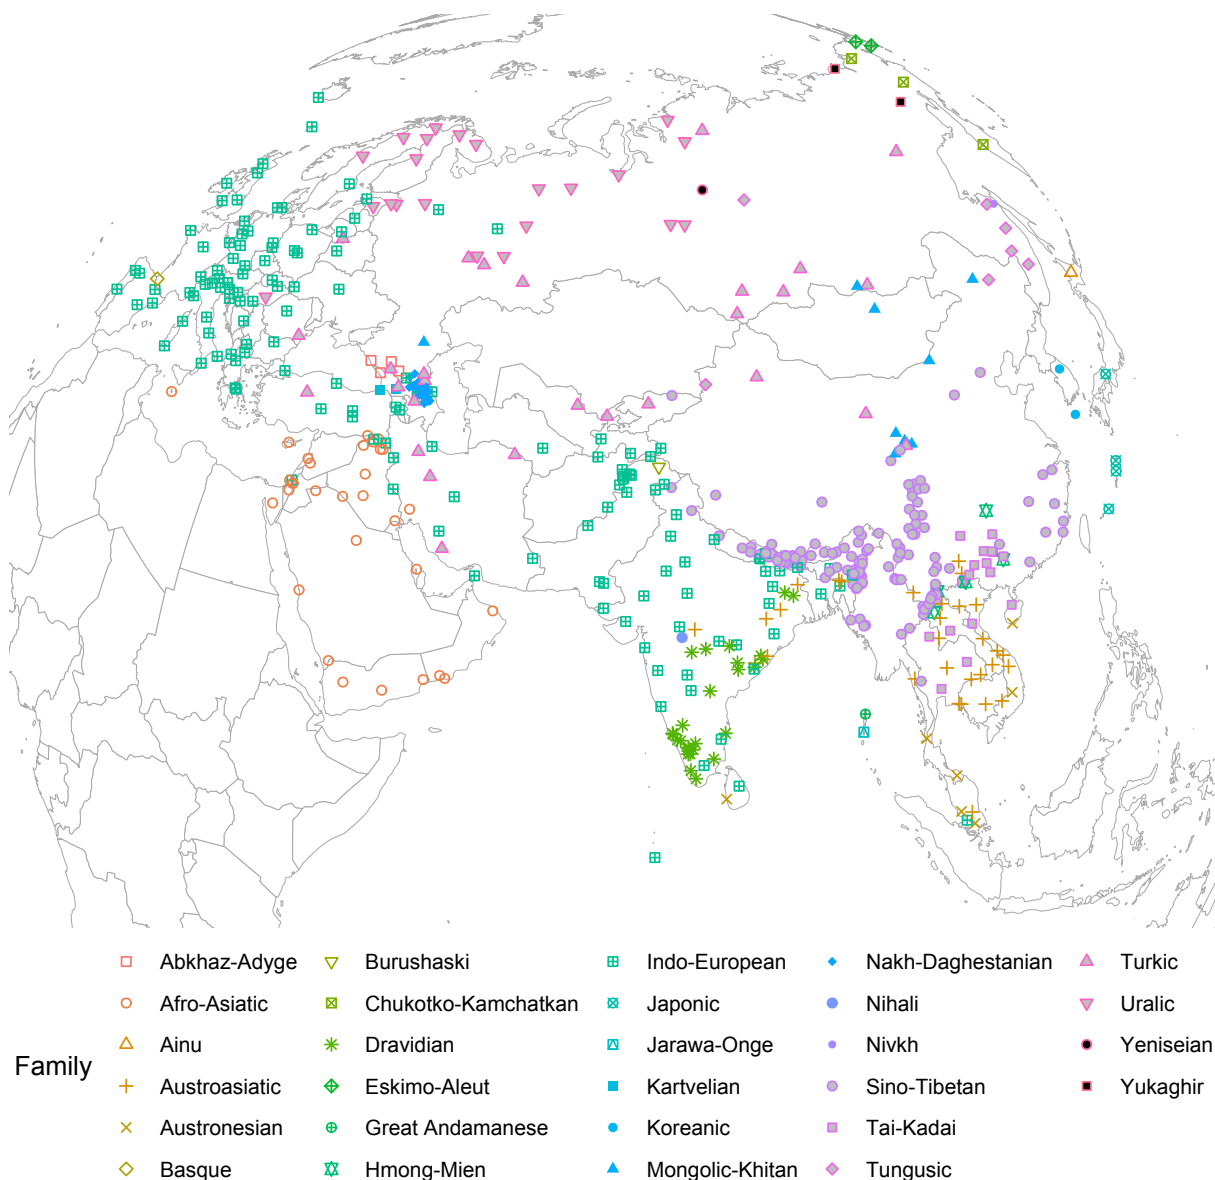 Family
Abkhaz-Adyge
Afro-Asiatic
Ainu
Austroasiatic
Austronesian
Basque
Burushaski
Chukotko-Kamchatkan
Dravidian
Eskimo-Aleut
Great Andamanese
Hmong-Mien
Indo-European
Japonic
Jarawa-Onge
Kartvelian
Koreanic
Mongolic-Khitan
Nakh-Daghestanian
Nihali
Nivkh
Sino-Tibetan
Tai-Kadai
Tungusic
Turkic
Uralic
Yeniseian
Yukaghir